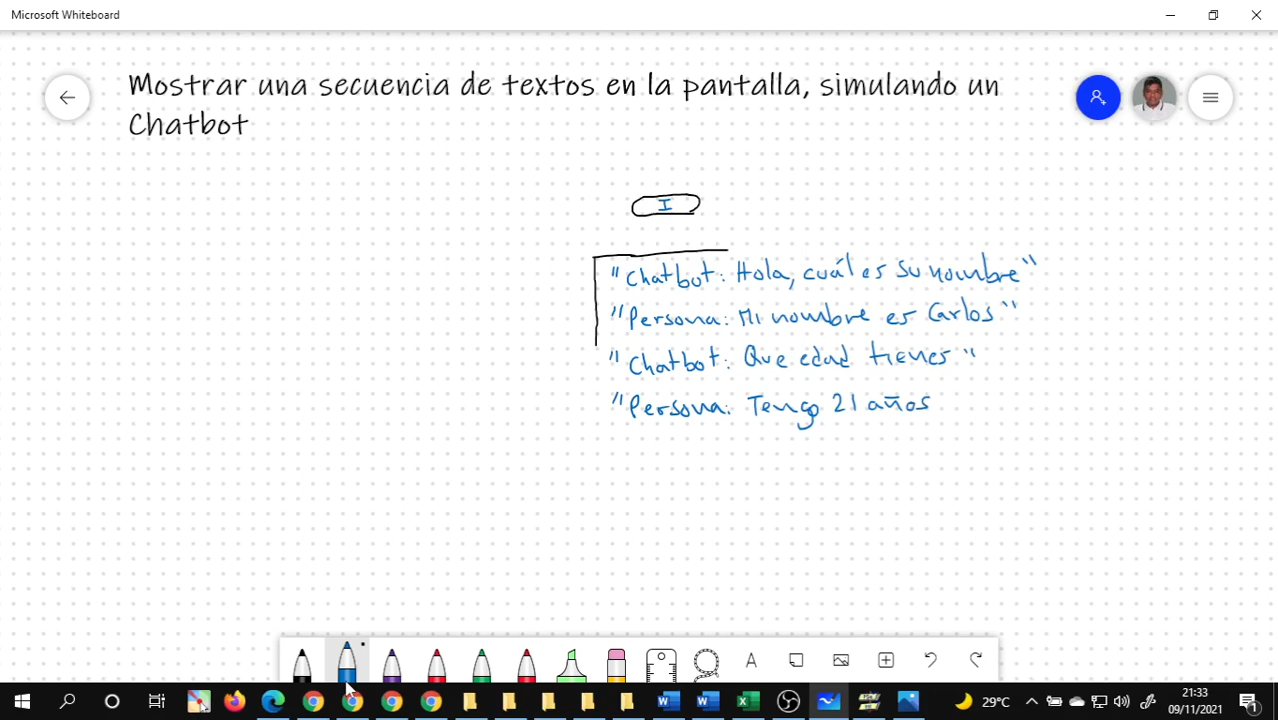 Microsoft Whiteboard
Mostrar una secuencia de textos en la pantalla, simulando un
Chatbot
I
"Chatbot: Hola, cuál es su nombre"
"Persona: Mi nombre es Carlos"
"Chatbot: Que edad tienes"
"Persona: Tengo 21 años
29°C
21:33
09/11/2021
1